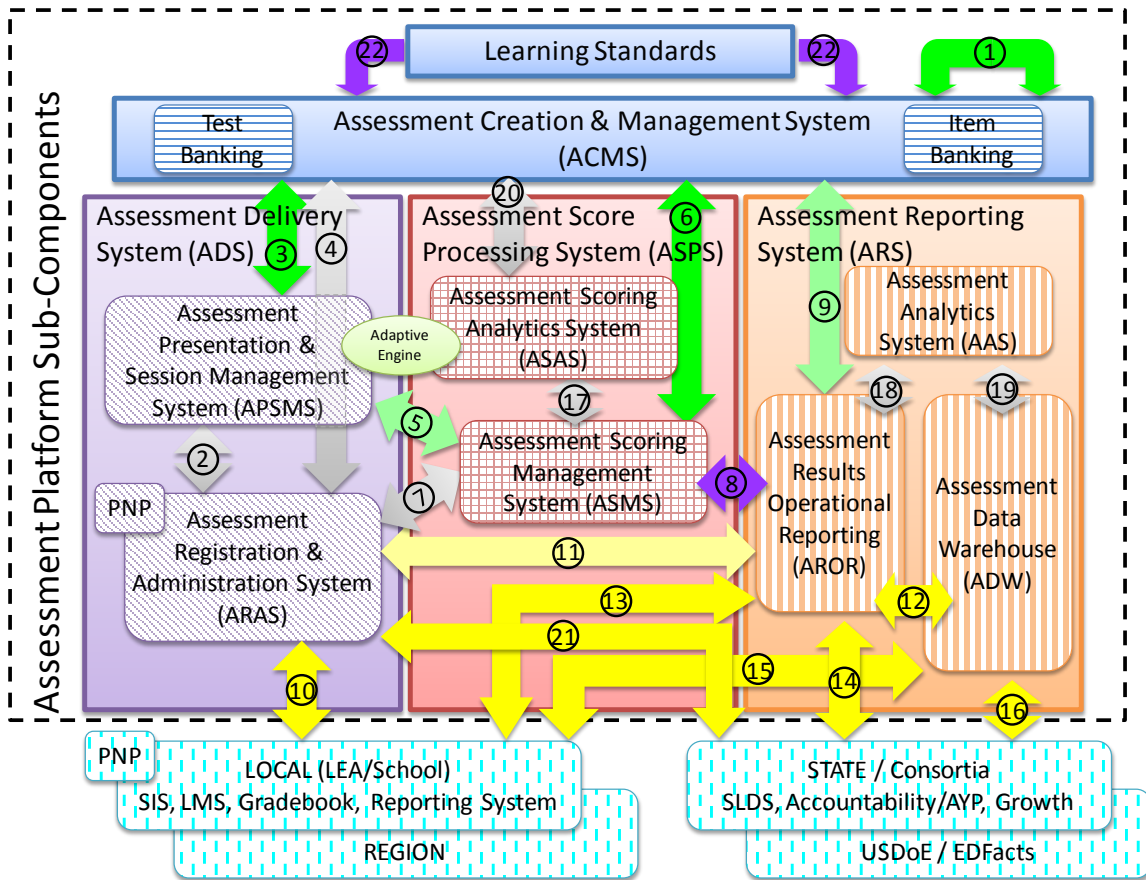 Assessment Platform Sub-Components
22
Learning Standards
22
1
Test
Banking
Assessment Creation & Management System
(ACMS)
Item
Banking
Assessment Delivery
System (ADS)
3
4
Assessment
Presentation &
Session Management
System (APSMS)
2
PNP
Assessment
Registration &
Administration System
(ARAS)
Adaptive
Engine
20
6
Assessment Score
Processing System (ASPS)
Assessment Scoring
Analytics System
(ASAS)
17
5
Assessment Scoring
Management
System (ASMS)
7
8
Assessment Reporting
System (ARS)
9
Assessment
Analytics
System (AAS)
18
19
Assessment
Results
Operational
Reporting
(AROR)
Assessment
Data
Warehouse
(ADW)
11
12
13
21
15
10
14
16
PNP
LOCAL (LEA/School)
SIS, LMS, Gradebook, Reporting System
REGION
STATE / Consortia
SLDS, Accountability/AYP, Growth
USDoE / EDFacts